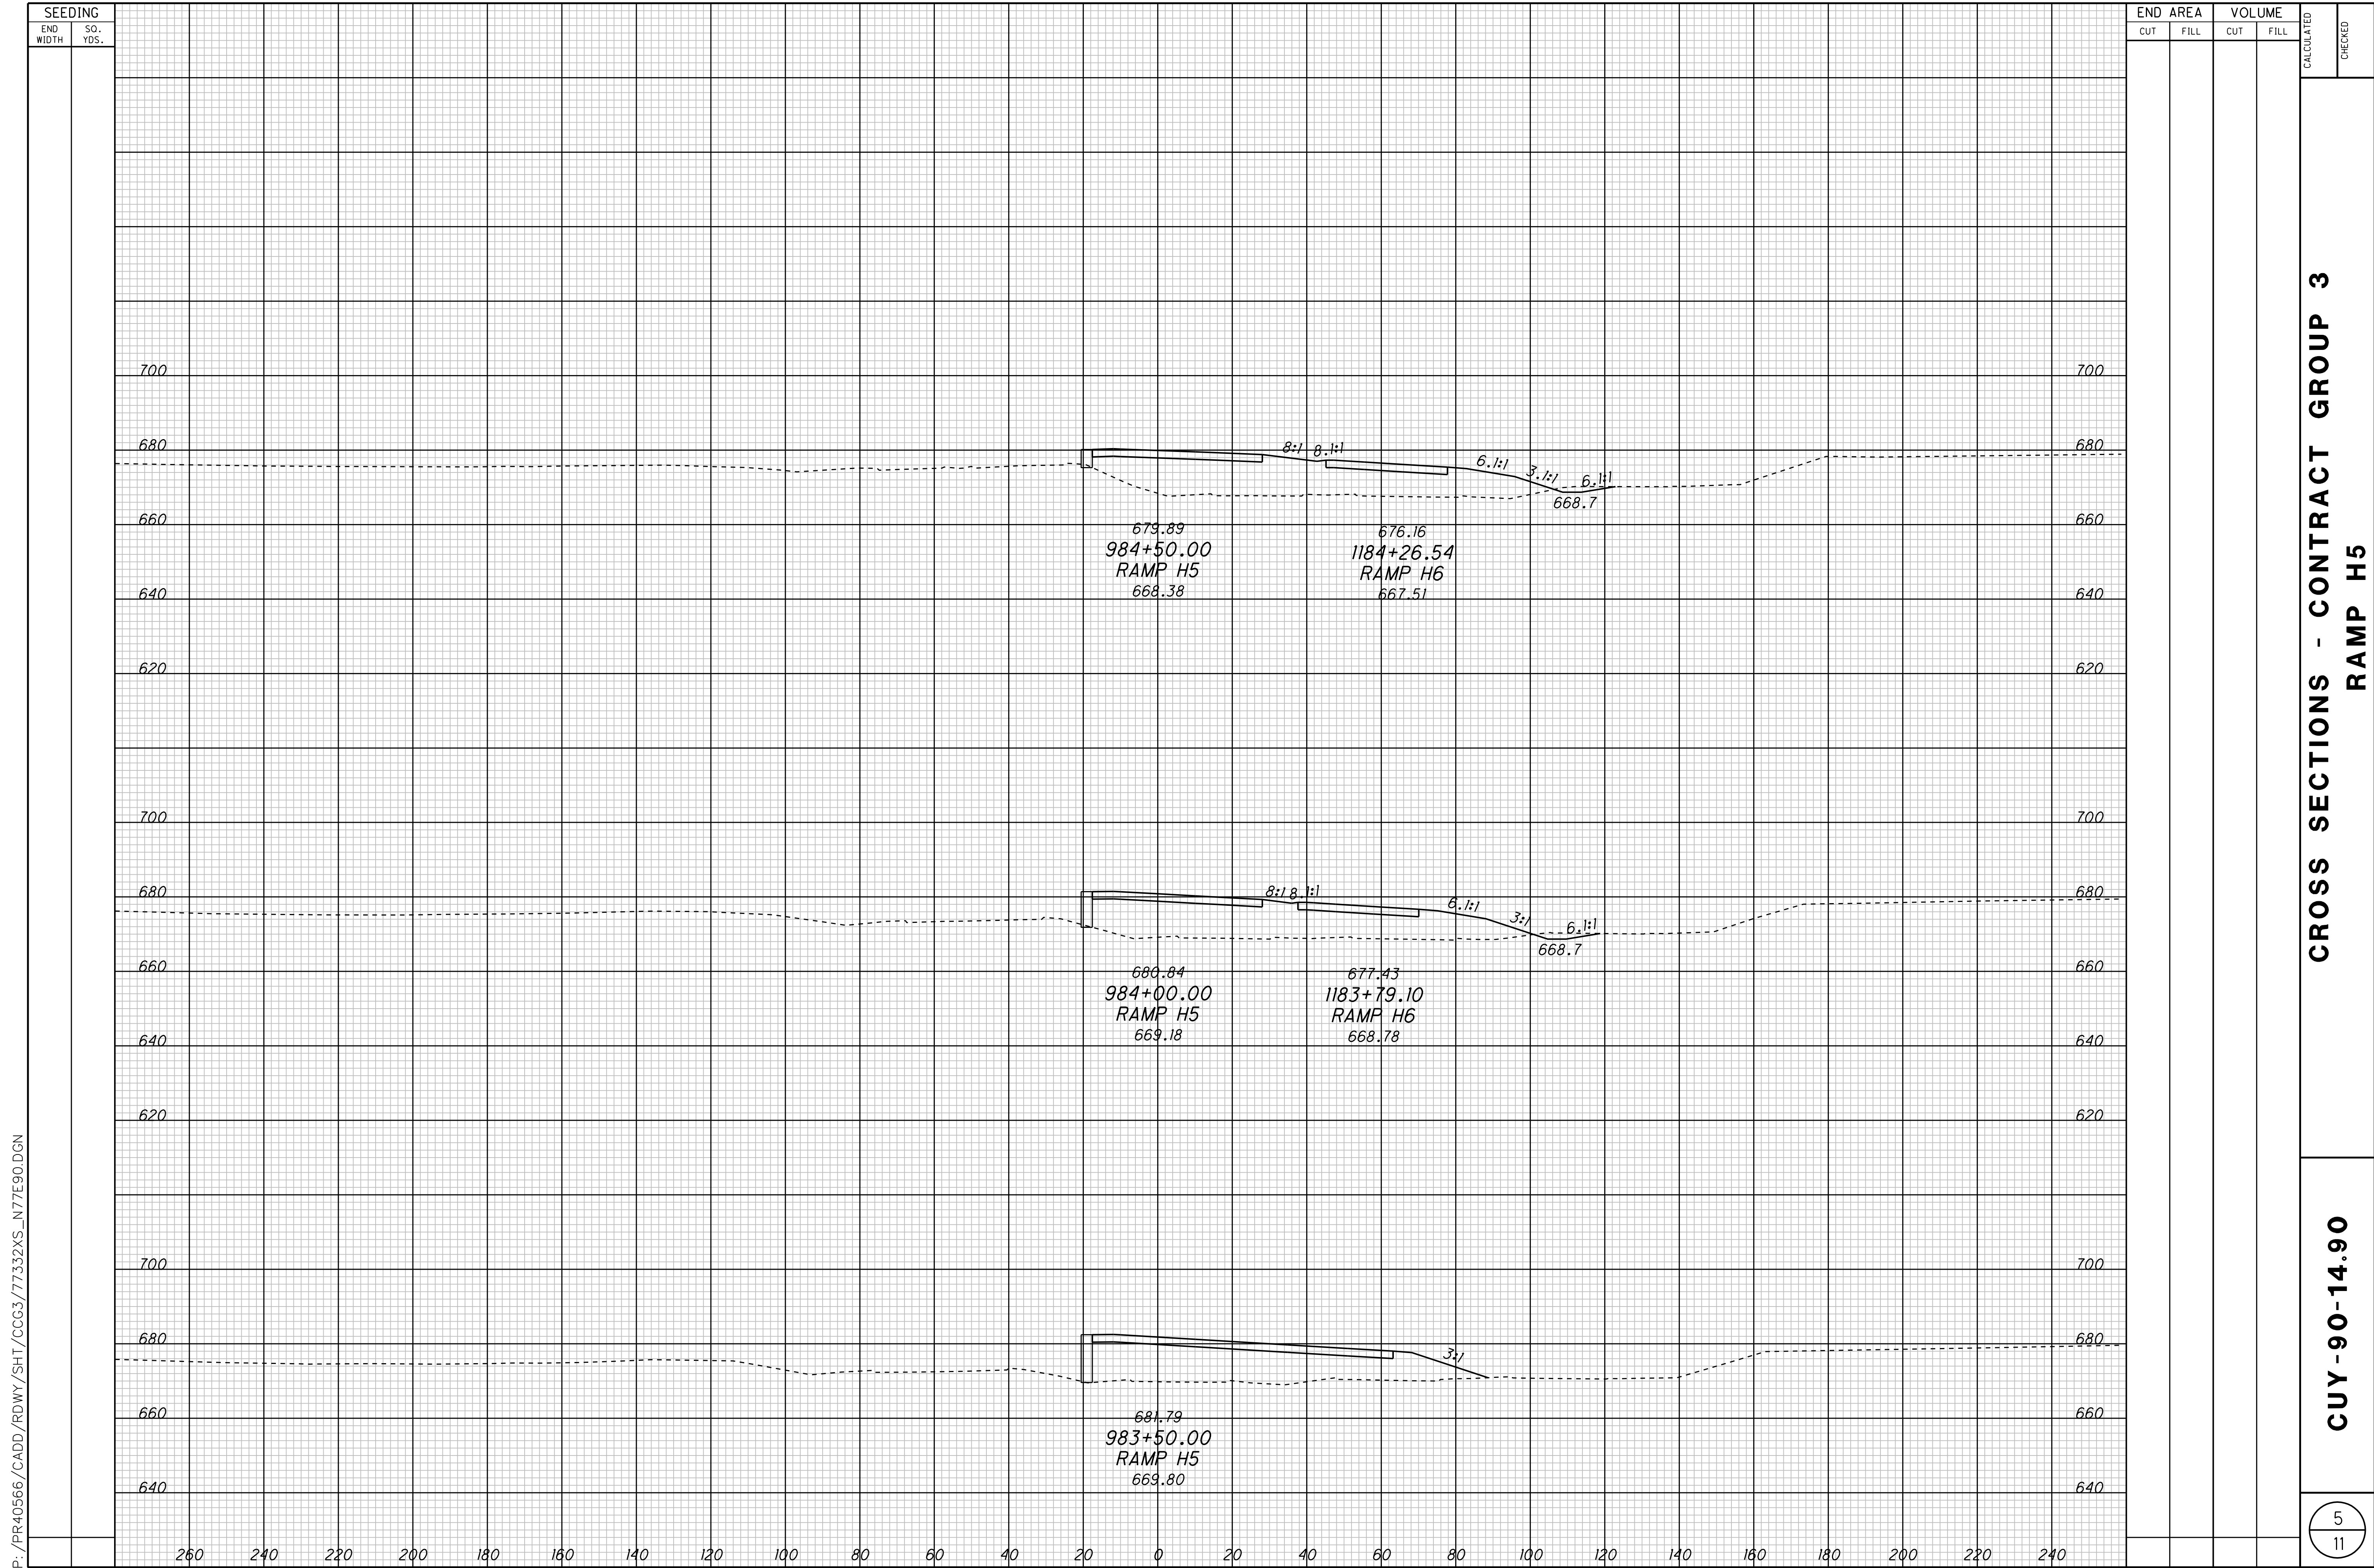 SEEDING
END WIDTH
SQ. YDS.
END AREA
VOLUME
CUT
FILL
CUT
FILL
CALCULATED
CHECKED
700
700
680
8:1
8.1:1
6.1:1
3.1:1
6.1:1
668.7
680
660
660
679.89
984+50.00
RAMP H5
668.38
676.16
1184+26.54
RAMP H6
667.51
640
640
620
620
700
700
680
8:1
8.1:1
6.1:1
3:1
6.1:1
668.7
680
660
660
680.84
984+00.00
RAMP H5
669.18
677.43
1183+79.10
RAMP H6
668.78
640
640
620
620
700
700
680
3:1
680
660
660
681.79
983+50.00
RAMP H5
669.80
640
640
260 240 220 200 180 160 140 120 100 80 60 40 20 0 20 40 60 80 100 120 140 160 180 200 220 240
CROSS SECTIONS - CONTRACT GROUP 3
RAMP H5
CUY-90-14.90
5
11
P:/PR40566/CADD/RDWY/SHT/CCG3/77332XS_N77E90.DGN